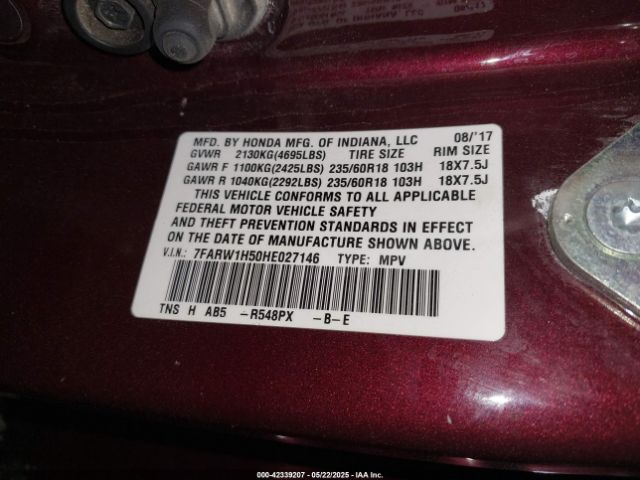 MFD. BY HONDA MFG. OF INDIANA, LLC 08/'17
GVWR 2130KG(4695LBS) TIRE SIZE RIM SIZE
GAWR F 1100KG(2425LBS) 235/60R18 103H 18X7.5J
GAWR R 1040KG(2292LBS) 235/60R18 103H 18X7.5J
THIS VEHICLE CONFORMS TO ALL APPLICABLE
FEDERAL MOTOR VEHICLE SAFETY
AND THEFT PREVENTION STANDARDS IN EFFECT
ON THE DATE OF MANUFACTURE SHOWN ABOVE.
V.I.N.: 7FARW1H50HE027146 TYPE: MPV
TNS H AB5 -R548PX -B-E
000-42339207 - 05/22/2025 - IAA Inc.